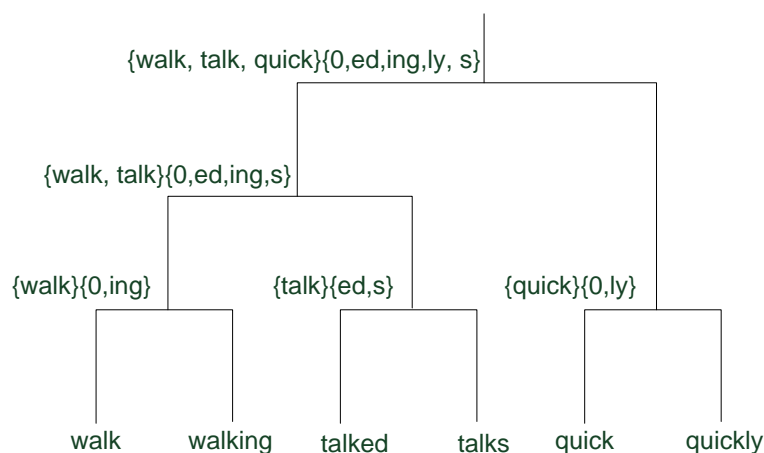 {walk, talk, quick}{0,ed,ing,ly, s}
{walk, talk}{0,ed,ing,s}
{walk}{0,ing} {talk}{ed,s} {quick}{0,ly}
walk walking talked talks quick quickly